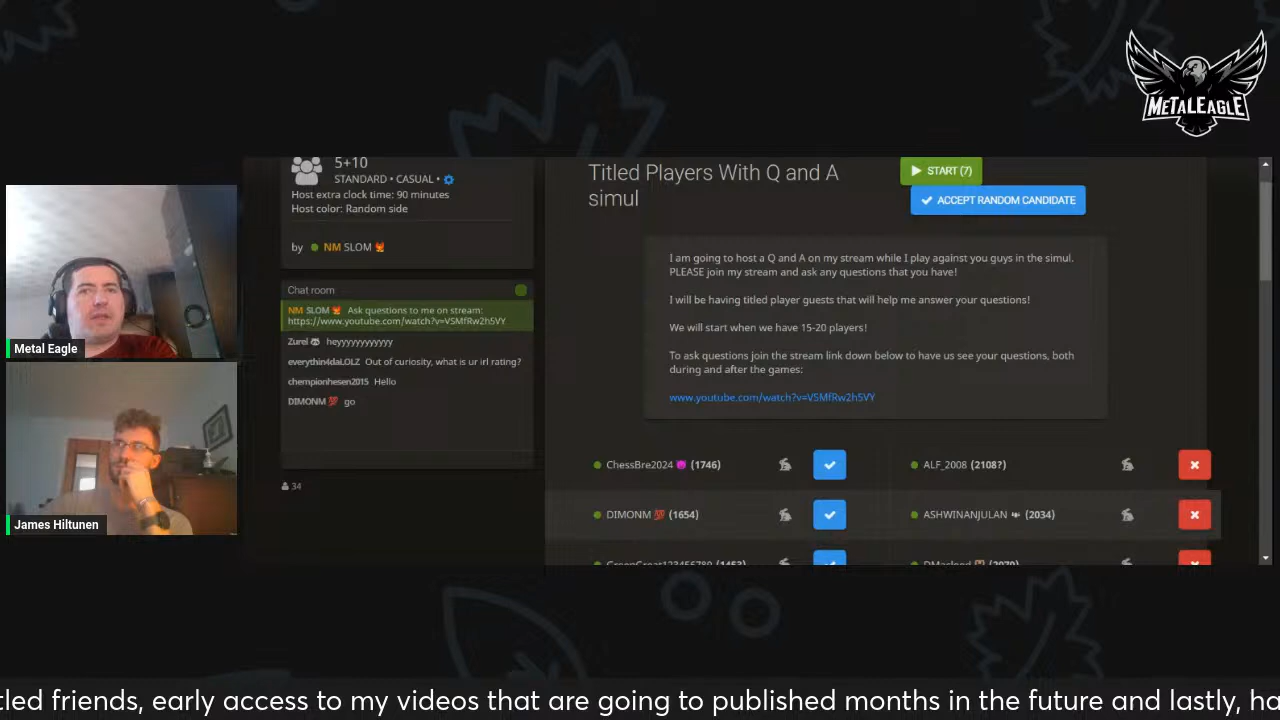 METALEAGLE
5+10
STANDARD • CASUAL •
Host extra clock time: 90 minutes
Host color: Random side
by NM SLOM
Chat room
NM SLOM Ask questions to me on stream:
https://www.youtube.com/watch?v=VSMfRw2h5VY
Zurel heyyyyyyyyyyy
everythin4daLOLZ Out of curiosity, what is ur irl rating?
chempionhesen2015 Hello
DIMONM 💯 go
34
Titled Players With Q and A
simul
START (7)
ACCEPT RANDOM CANDIDATE
I am going to host a Q and A on my stream while I play against you guys in the simul.
PLEASE join my stream and ask any questions that you have!
I will be having titled player guests that will help me answer your questions!
We will start when we have 15-20 players!
To ask questions join the stream link down below to have us see your questions, both
during and after the games:
www.youtube.com/watch?v=VSMfRw2h5VY
ChessBre2024 (1746)
ALF_2008 (2108?)
DIMONM 💯 (1654)
ASHWINANJULAN (2034)
Metal Eagle
James Hiltunen
tled friends, early access to my videos that are going to published months in the future and lastly, ha